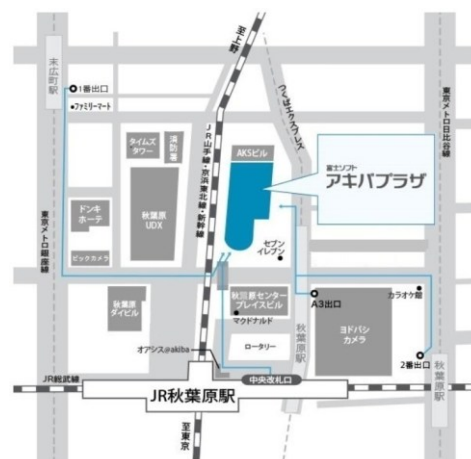 至上野
末広町駅
1番出口
ファミリーマート
つくばエクスプレス
東京メトロ日比谷線
JR山手線・京浜東北線・新幹線
タイムズ
タワー
消防署
AKSビル
富士ソフト
アキバプラザ
秋葉原
UDX
ドンキ
ホーテ
東京メトロ銀座線
ビックカメラ
セブン
イレブン
秋葉原
ダイビル
秋葉原センター
プレイスビル
マクドナルド
A3出口
カラオケ館
ヨドバシ
カメラ
オアシス@akiba
ロータリー
秋葉原駅
2番出口
JR総武線
中央改札口
秋葉原駅
JR秋葉原駅
至東京